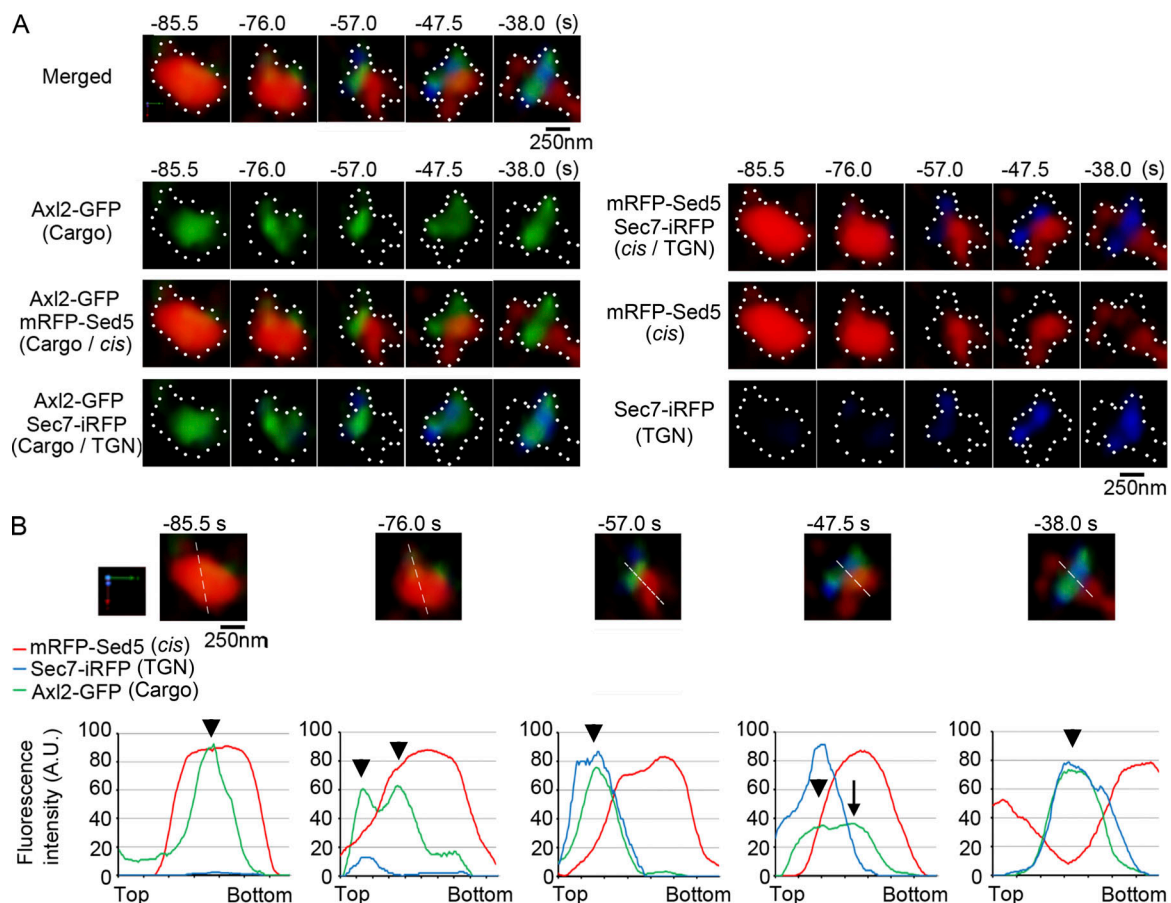 A
-85.5 -76.0 -57.0 -47.5 -38.0 (s)
Merged
250nm
-85.5 -76.0 -57.0 -47.5 -38.0 (s)
Axl2-GFP
(Cargo)
Axl2-GFP
mRFP-Sed5
(Cargo / cis)
Axl2-GFP
Sec7-iRFP
(Cargo / TGN)
-85.5 -76.0 -57.0 -47.5 -38.0 (s)
mRFP-Sed5
Sec7-iRFP
(cis / TGN)
mRFP-Sed5
(cis)
Sec7-iRFP
(TGN)
250nm
B
-85.5 s -76.0 s -57.0 s -47.5 s -38.0 s
250nm
mRFP-Sed5 (cis)
Sec7-iRFP (TGN)
Axl2-GFP (Cargo)
Fluorescence
intensity (A.U.)
100 100 100 100 100
80 80 80 80 80
60 60 60 60 60
40 40 40 40 40
20 20 20 20 20
0 0 0 0 0
Top Bottom Top Bottom Top Bottom Top Bottom Top Bottom